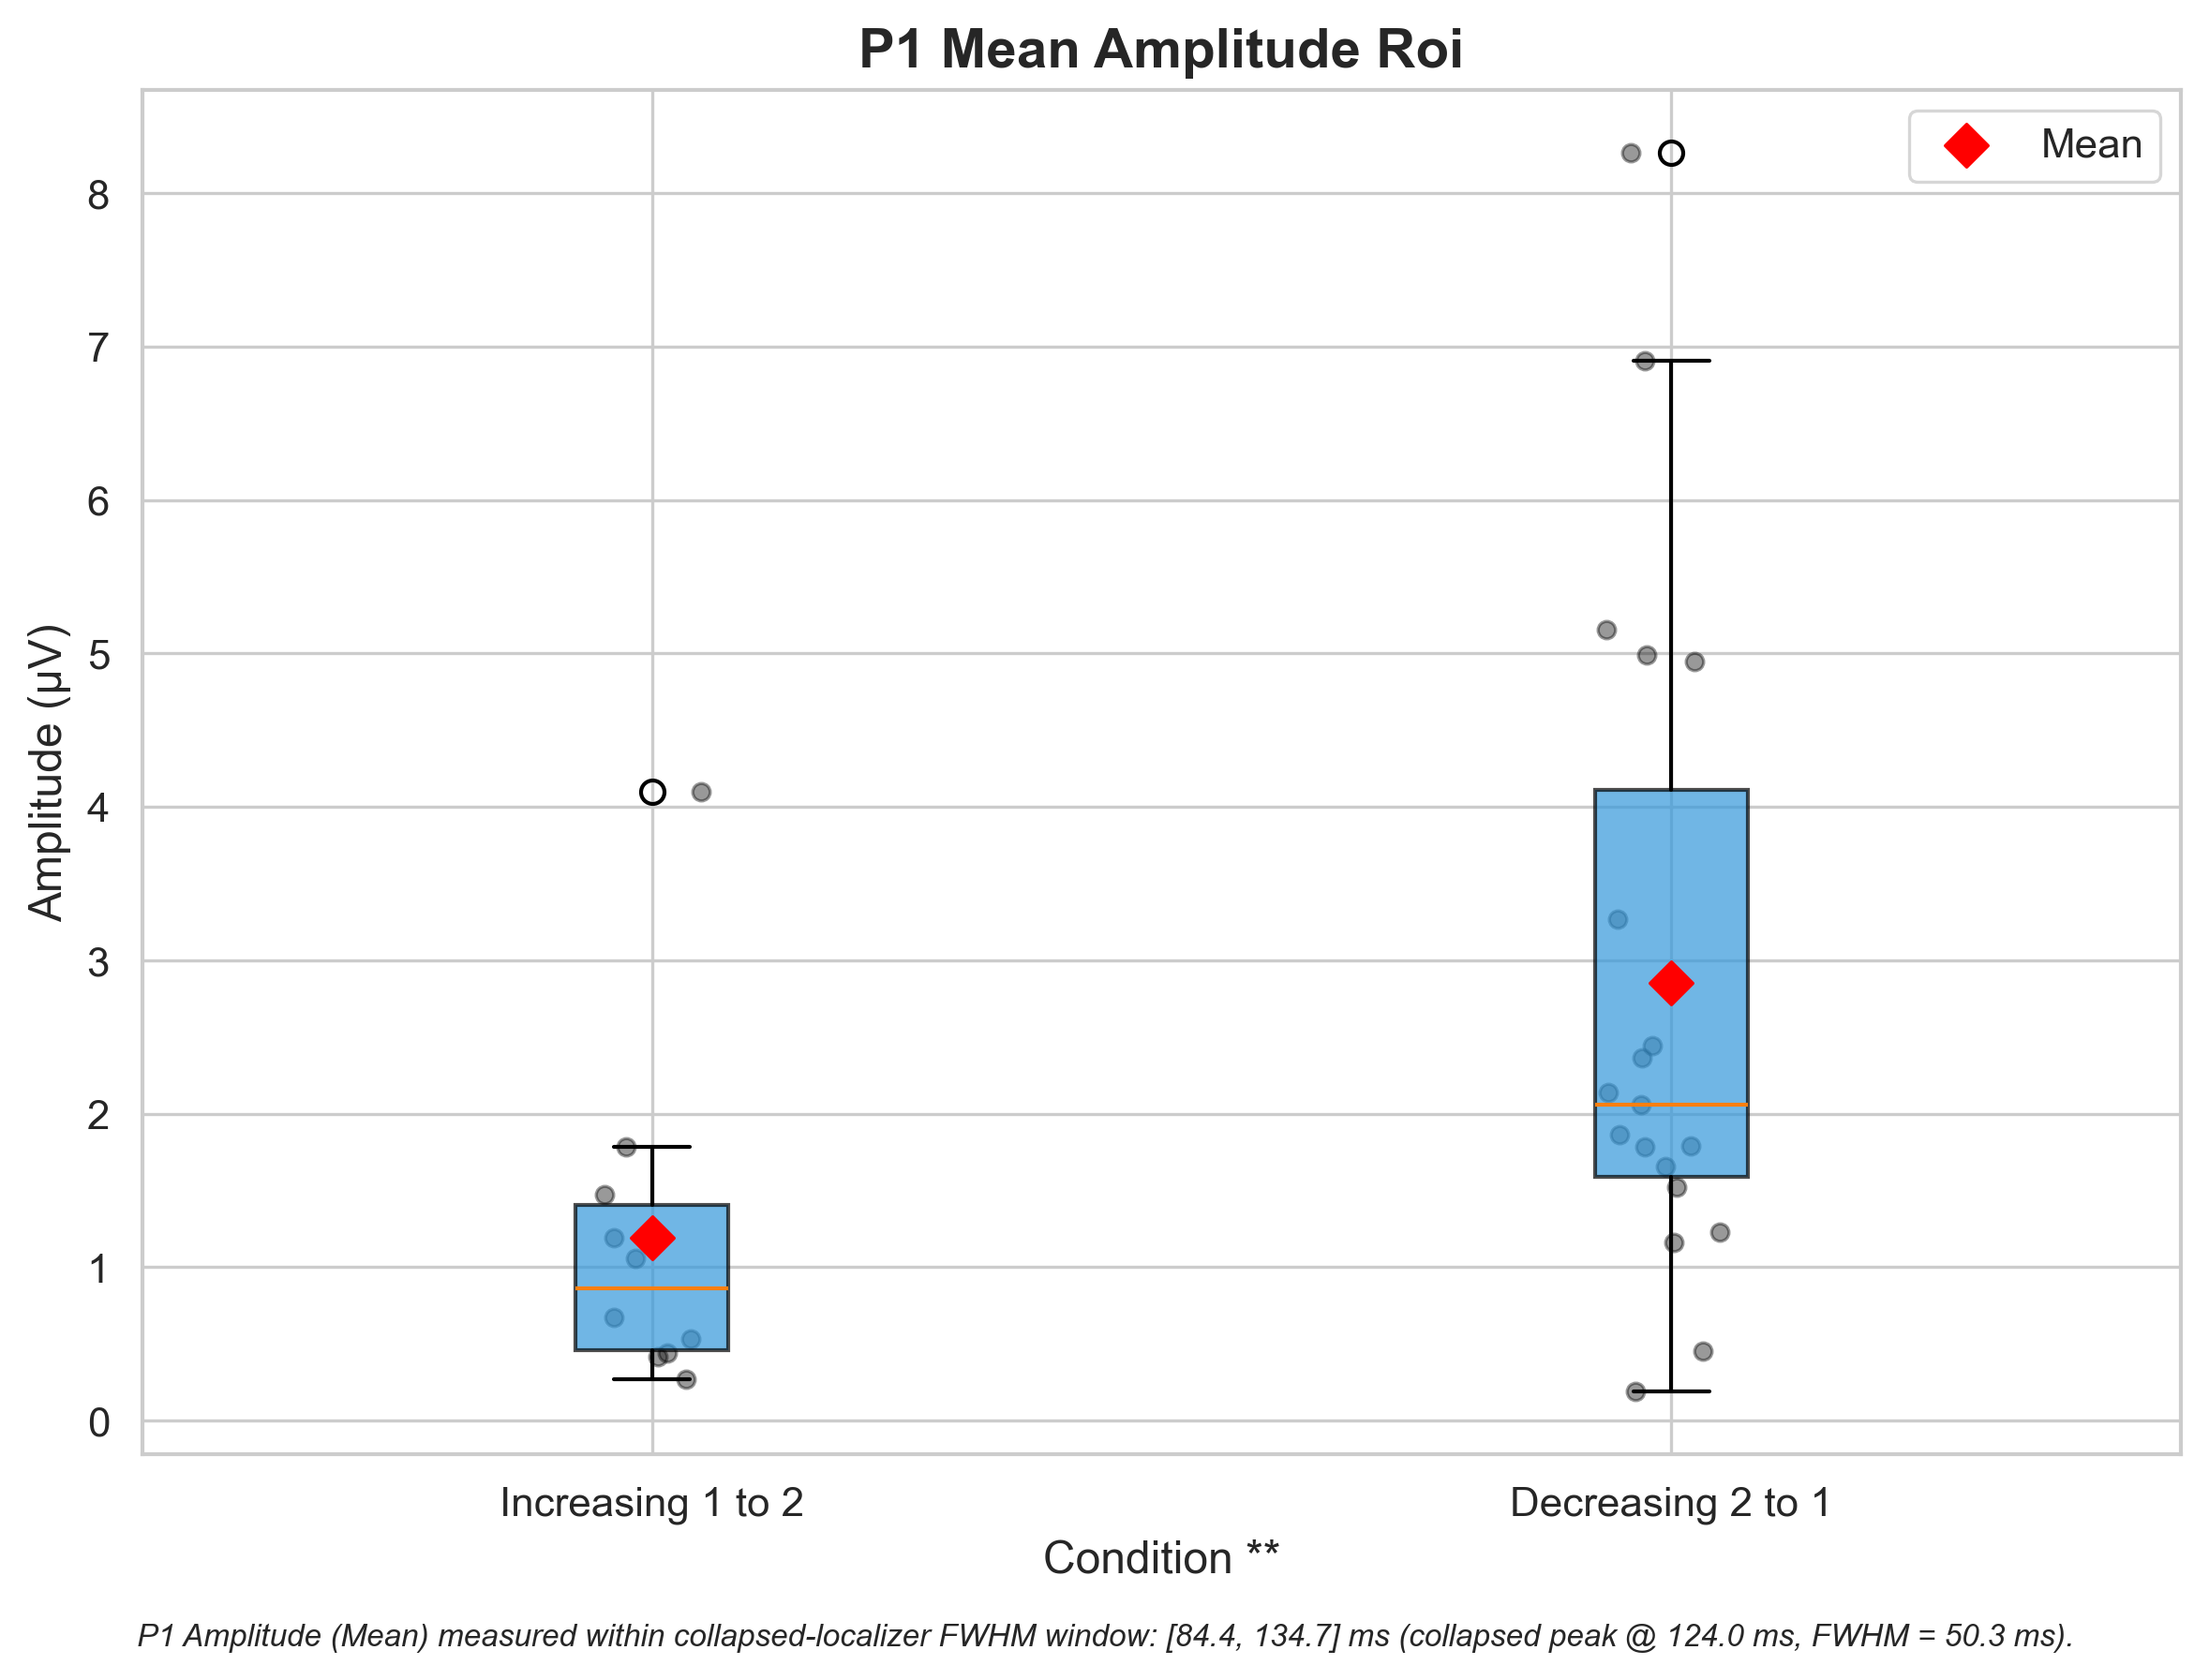 P1 Mean Amplitude Roi
Mean
Amplitude (µV)
8
7
6
5
4
3
2
1
0
Increasing 1 to 2
Decreasing 2 to 1
Condition **
P1 Amplitude (Mean) measured within collapsed-localizer FWHM window: [84.4, 134.7] ms (collapsed peak @ 124.0 ms, FWHM = 50.3 ms).